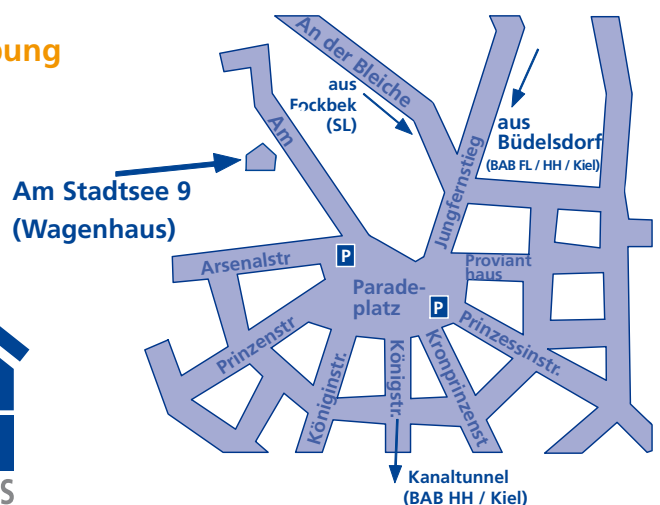 bung
An der Bleiche
aus
Fockbek
(SL)
Am
aus
Büdelsdorf
(BAB FL / HH / Kiel)
Jungfernstieg
Am Stadtsee 9
(Wagenhaus)
Arsenalstr
P
Proviant
haus
Parade-
platz
P
Prinzenstr
Prinzessinstr.
Königinstr.
Königstr.
Kronprinzenst
Kanaltunnel
(BAB HH / Kiel)
S